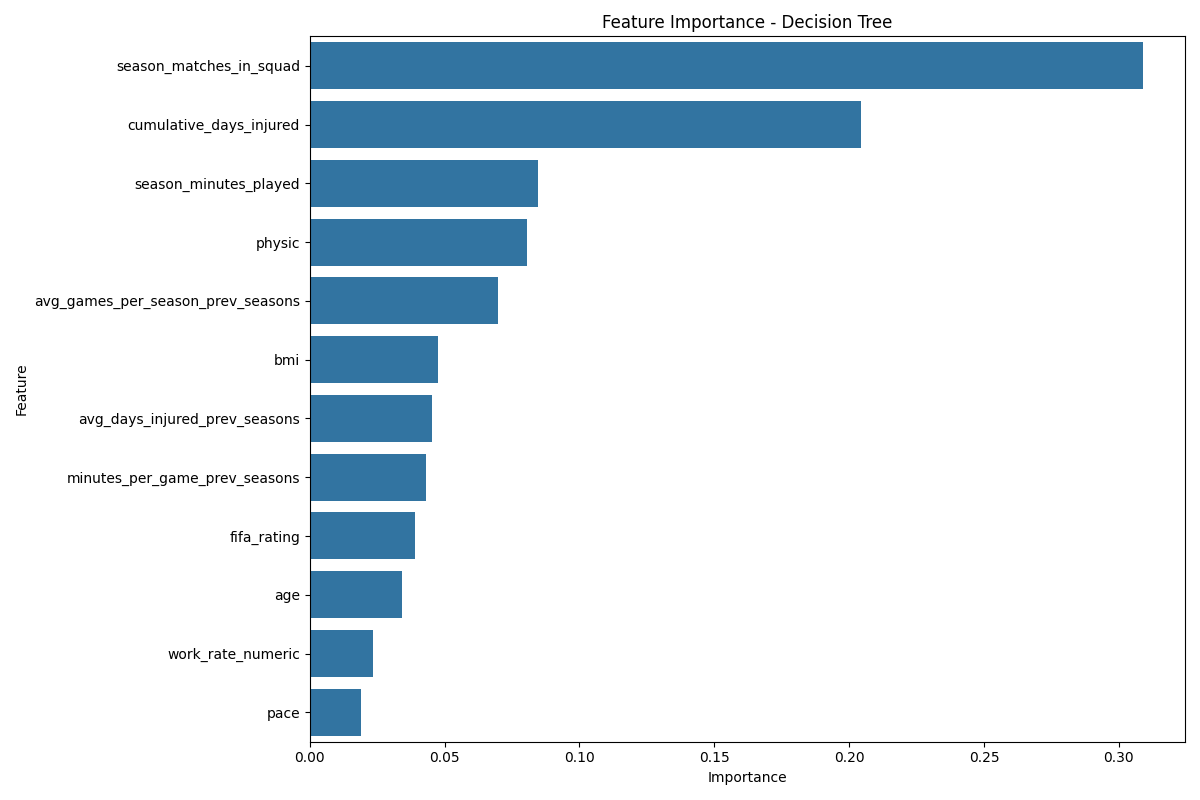 Feature Importance - Decision Tree
season_matches_in_squad
cumulative_days_injured
season_minutes_played
physic
avg_games_per_season_prev_seasons
bmi
avg_days_injured_prev_seasons
minutes_per_game_prev_seasons
fifa_rating
age
work_rate_numeric
pace
Feature
0.00 0.05 0.10 0.15 0.20 0.25 0.30
Importance